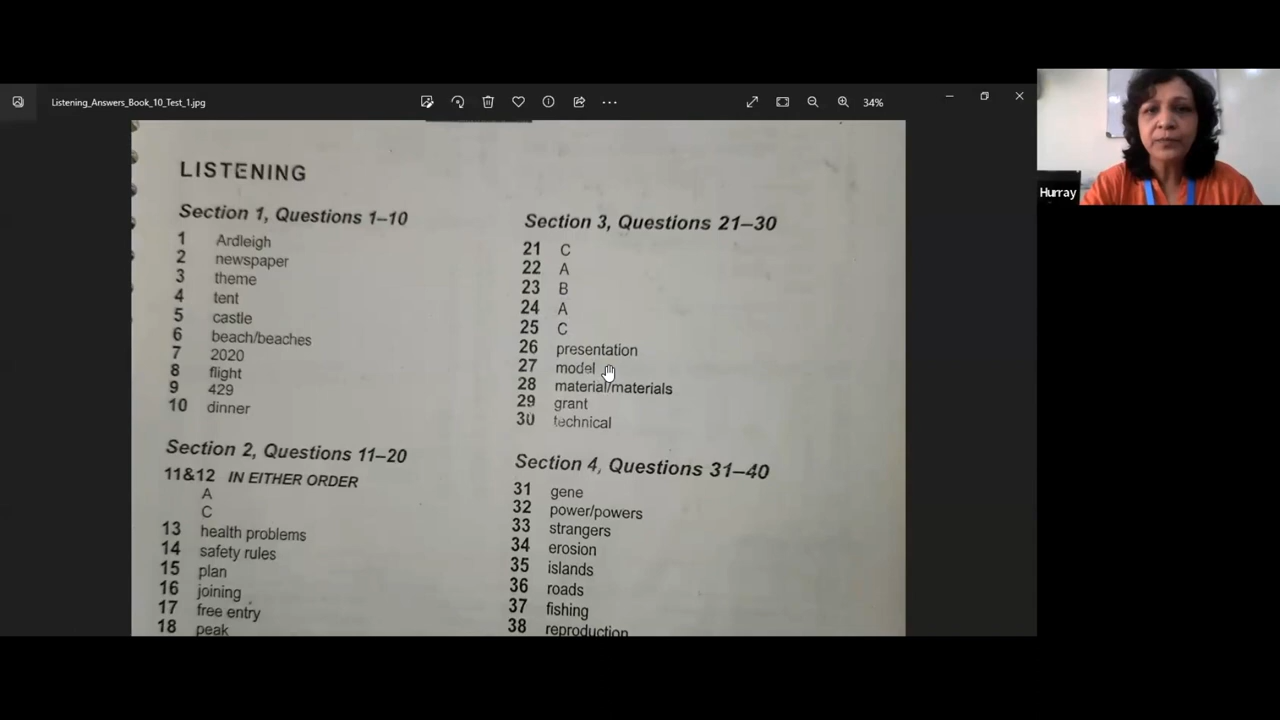 Listening_Answers_Book_10_Test_1.jpg
34%
Hurray
LISTENING
Section 1, Questions 1–10
1 Ardleigh
2 newspaper
3 theme
4 tent
5 castle
6 beach/beaches
7 2020
8 flight
9 429
10 dinner
Section 2, Questions 11–20
11&12 IN EITHER ORDER
A
C
13 health problems
14 safety rules
15 plan
16 joining
17 free entry
18 peak
Section 3, Questions 21–30
21 C
22 A
23 B
24 A
25 C
26 presentation
27 model
28 material/materials
29 grant
30 technical
Section 4, Questions 31–40
31 gene
32 power/powers
33 strangers
34 erosion
35 islands
36 roads
37 fishing
38 reproduction